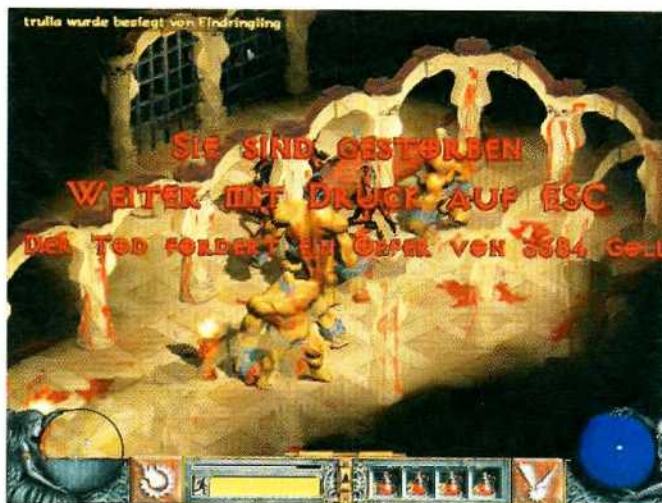 trulla wurde besiegt von Eindringling
Sie sind gestorben
Weiter mit Druck auf ESC
Der Tod fordert ein Opfer von Gold